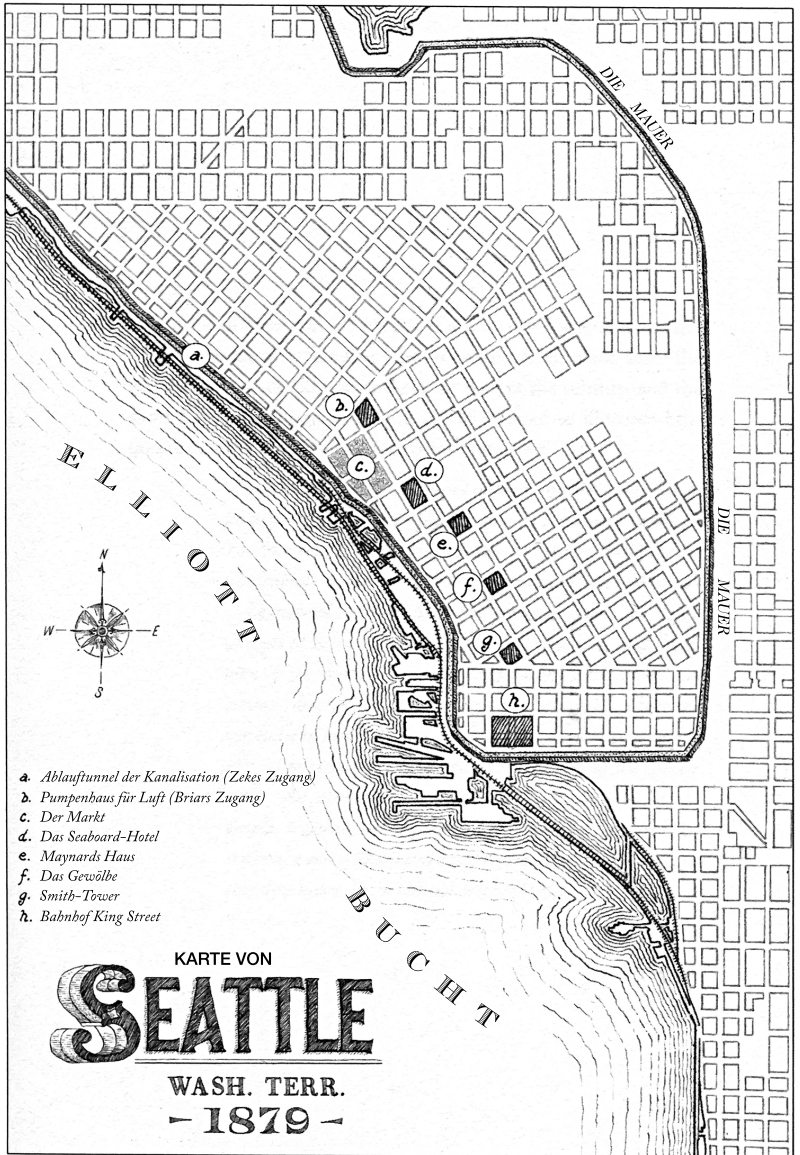 DIE MAUER
a.
b.
c.
d.
ELLIOTT
e.
DIE MAUER
N
W E
S
f.
g.
h.
a. Ablauftunnel der Kanalisation (Zekes Zugang)
b. Pumpenhaus für Luft (Briars Zugang)
c. Der Markt
d. Das Seaboard-Hotel
e. Maynards Haus
f. Das Gewölbe
g. Smith-Tower
h. Bahnhof King Street
BUCHT
KARTE VON
SEATTLE
WASH. TERR.
- 1879 -